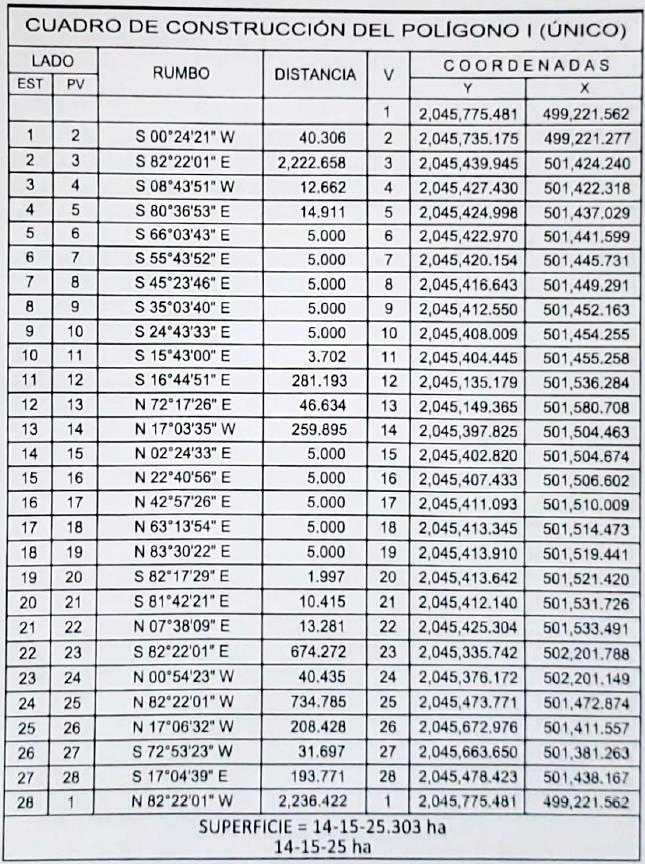 CUADRO DE CONSTRUCCIÓN DEL POLÍGONO I (ÚNICO)
LADO RUMBO DISTANCIA V COORDENADAS
EST PV Y X
1 2,045,775.481 499,221.562
1 2 S 00°24'21" W 40.306 2 2,045,735.175 499,221.277
2 3 S 82°22'01" E 2,222.658 3 2,045,439.945 501,424.240
3 4 S 08°43'51" W 12.662 4 2,045,427.430 501,422.318
4 5 S 80°36'53" E 14.911 5 2,045,424.998 501,437.029
5 6 S 66°03'43" E 5.000 6 2,045,422.970 501,441.599
6 7 S 55°43'52" E 5.000 7 2,045,420.154 501,445.731
7 8 S 45°23'46" E 5.000 8 2,045,416.643 501,449.291
8 9 S 35°03'40" E 5.000 9 2,045,412.550 501,452.163
9 10 S 24°43'33" E 5.000 10 2,045,408.009 501,454.255
10 11 S 15°43'00" E 3.702 11 2,045,404.445 501,455.258
11 12 S 16°44'51" E 281.193 12 2,045,135.179 501,536.284
12 13 N 72°17'26" E 46.634 13 2,045,149.365 501,580.708
13 14 N 17°03'35" W 259.895 14 2,045,397.825 501,504.463
14 15 N 02°24'33" E 5.000 15 2,045,402.820 501,504.674
15 16 N 22°40'56" E 5.000 16 2,045,407.433 501,506.602
16 17 N 42°57'26" E 5.000 17 2,045,411.093 501,510.009
17 18 N 63°13'54" E 5.000 18 2,045,413.345 501,514.473
18 19 N 83°30'22" E 5.000 19 2,045,413.910 501,519.441
19 20 S 82°17'29" E 1.997 20 2,045,413.642 501,521.420
20 21 S 81°42'21" E 10.415 21 2,045,412.140 501,531.726
21 22 N 07°38'09" E 13.281 22 2,045,425.304 501,533.491
22 23 S 82°22'01" E 674.272 23 2,045,335.742 502,201.788
23 24 N 00°54'23" W 40.435 24 2,045,376.172 502,201.149
24 25 N 82°22'01" W 734.785 25 2,045,473.771 501,472.874
25 26 N 17°06'32" W 208.428 26 2,045,672.976 501,411.557
26 27 S 72°53'23" W 31.697 27 2,045,663.650 501,381.263
27 28 S 17°04'39" E 193.771 28 2,045,478.423 501,438.167
28 1 N 82°22'01" W 2,236.422 1 2,045,775.481 499,221.562
SUPERFICIE = 14-15-25.303 ha
14-15-25 ha